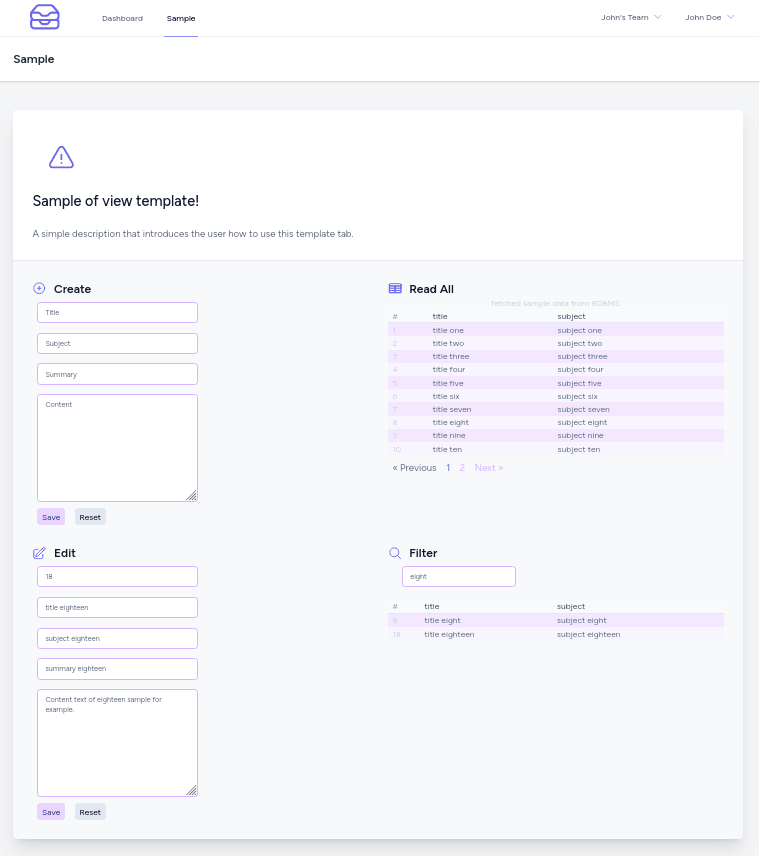 Dashboard Sample John's Team John Doe
Sample
Sample of view template!
A simple description that introduces the user how to use this template tab.
Create
Title
Subject
Summary
Content
Save Reset
Read All
fetched sample data from RDBMS
# title subject
1 title one subject one
2 title two subject two
3 title three subject three
4 title four subject four
5 title five subject five
6 title six subject six
7 title seven subject seven
8 title eight subject eight
9 title nine subject nine
10 title ten subject ten
« Previous 1 2 Next »
Edit
18
title eighteen
subject eighteen
summary eighteen
Content text of eighteen sample for
example.
Save Reset
Filter
eight
# title subject
8 title eight subject eight
18 title eighteen subject eighteen